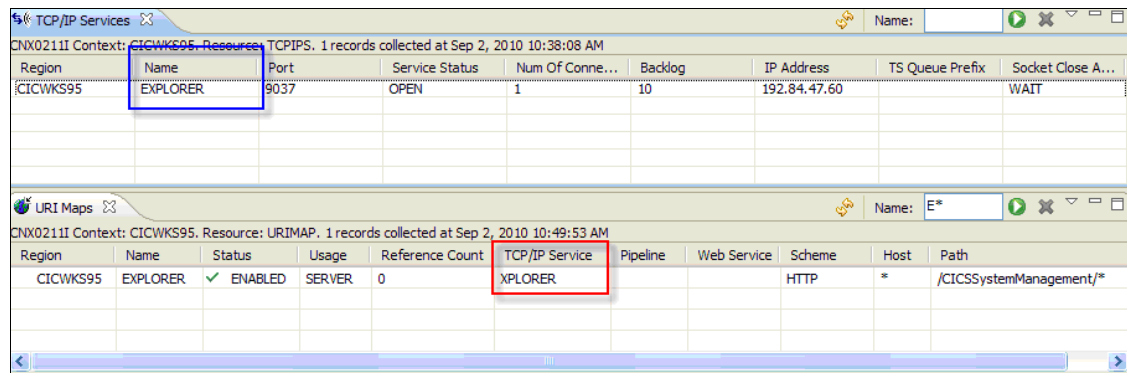 TCP/IP Services Name:
CNX0211I Context: CICWKS95. Resource: TCPIPS. 1 records collected at Sep 2, 2010 10:38:08 AM
Region Name Port Service Status Num Of Conne... Backlog IP Address TS Queue Prefix Socket Close A...
CICWKS95 EXPLORER 9037 OPEN 1 10 192.84.47.60 WAIT
URI Maps Name: E*
CNX0211I Context: CICWKS95. Resource: URIMAP. 1 records collected at Sep 2, 2010 10:49:53 AM
Region Name Status Usage Reference Count TCP/IP Service Pipeline Web Service Scheme Host Path
CICWKS95 EXPLORER ENABLED SERVER 0 XPLORER HTTP * /CICSSystemManagement/*